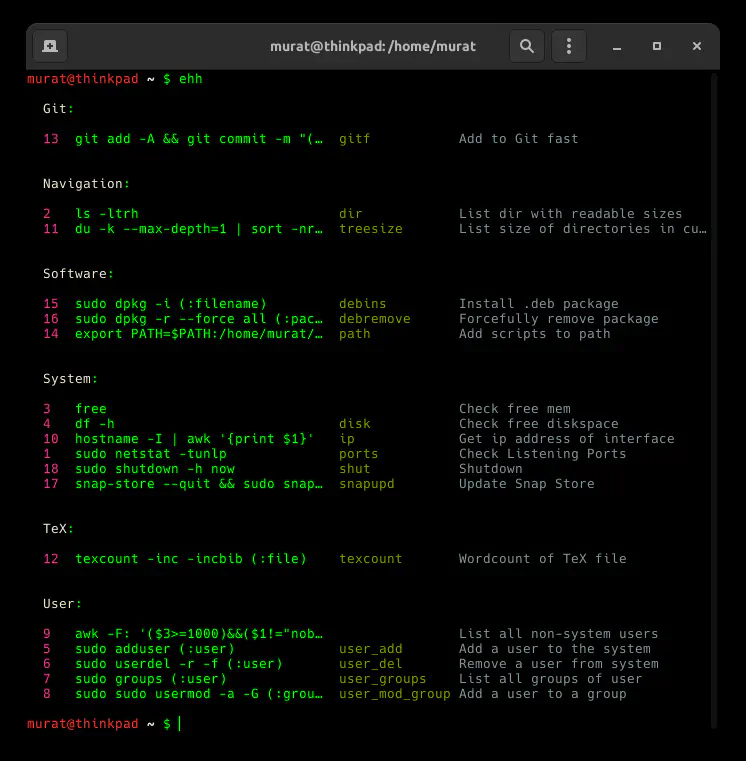 murat@thinkpad: /home/murat
murat@thinkpad ~ $ ehh
Git:
13 git add -A && git commit -m "(… gitf Add to Git fast
Navigation:
2 ls -ltrh dir List dir with readable sizes
11 du -k --max-depth=1 | sort -nr… treesize List size of directories in cu…
Software:
15 sudo dpkg -i (:filename) debins Install .deb package
16 sudo dpkg -r --force all (:pac… debremove Forcefully remove package
14 export PATH=$PATH:/home/murat/… path Add scripts to path
System:
3 free Check free mem
4 df -h disk Check free diskspace
10 hostname -I | awk '{print $1}' ip Get ip address of interface
1 sudo netstat -tunlp ports Check Listening Ports
18 sudo shutdown -h now shut Shutdown
17 snap-store --quit && sudo snap… snapupd Update Snap Store
TeX:
12 texcount -inc -incbib (:file) texcount Wordcount of TeX file
User:
9 awk -F: '($3>=1000)&&($1!="nob… List all non-system users
5 sudo adduser (:user) user_add Add a user to the system
6 sudo userdel -r -f (:user) user_del Remove a user from system
7 sudo groups (:user) user_groups List all groups of user
8 sudo sudo usermod -a -G (:grou… user_mod_group Add a user to a group
murat@thinkpad ~ $